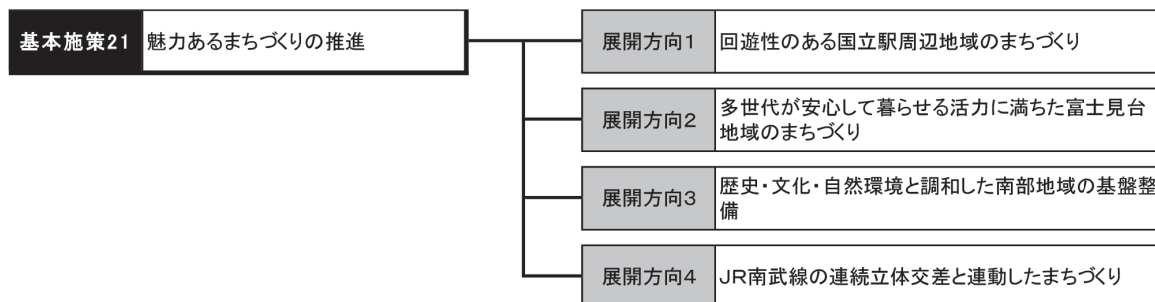 基本施策21 魅力あるまちづくりの推進
展開方向1 回遊性のある国立駅周辺地域のまちづくり
展開方向2 多世代が安心して暮らせる活力に満ちた富士見台
地域のまちづくり
展開方向3 歴史・文化・自然環境と調和した南部地域の基盤整
備
展開方向4 JR南武線の連続立体交差と連動したまちづくり